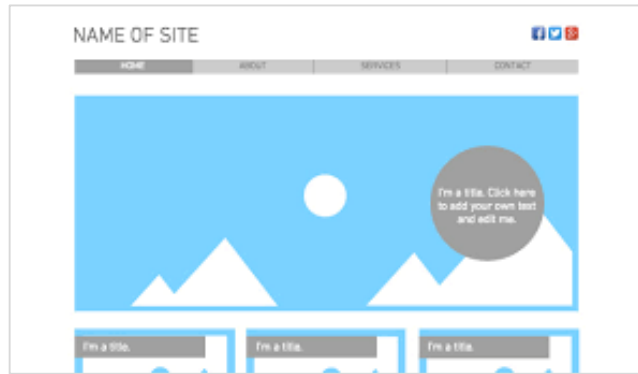 NAME OF SITE
HOME ABOUT SERVICES CONTACT
I'm a title. Click here
to add your own text
and edit me.
I'm a title. I'm a title. I'm a title.